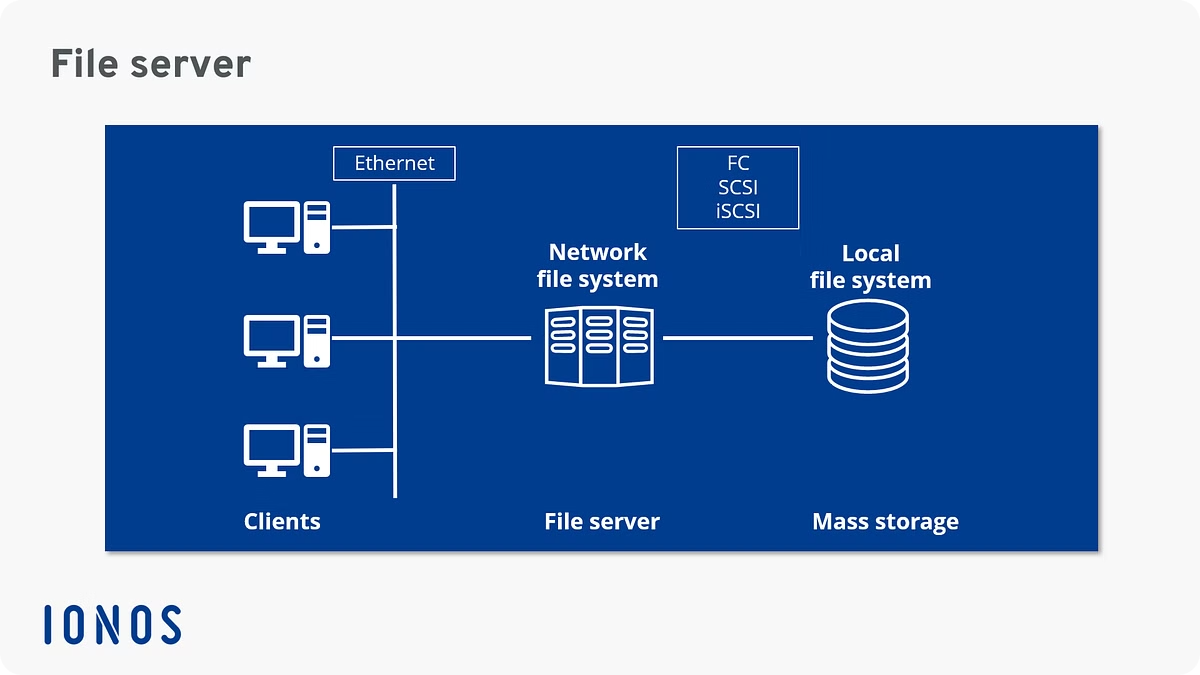 File server
Ethernet
FC
SCSI
iSCSI
Network
file system
Local
file system
Clients
File server
Mass storage
IONOS